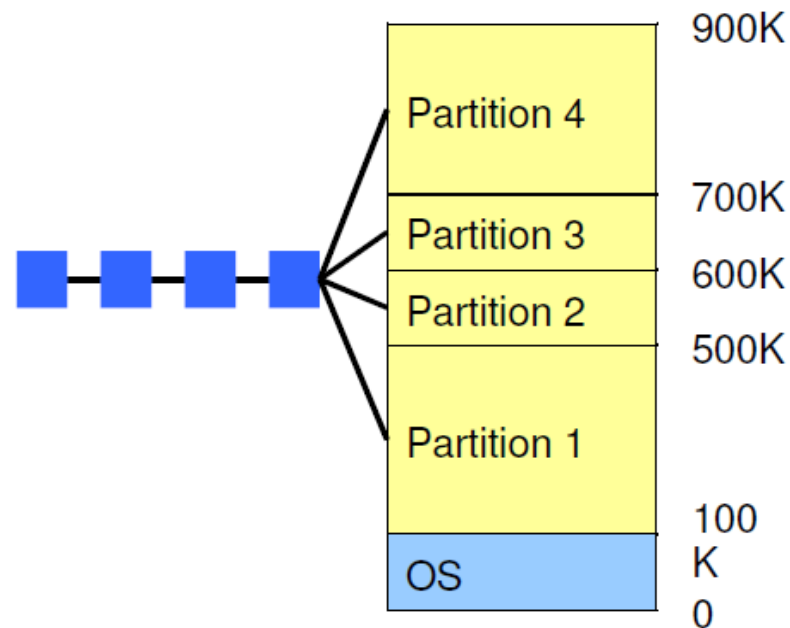 900K
Partition 4
700K
Partition 3
600K
Partition 2
500K
Partition 1
100
K
OS
0